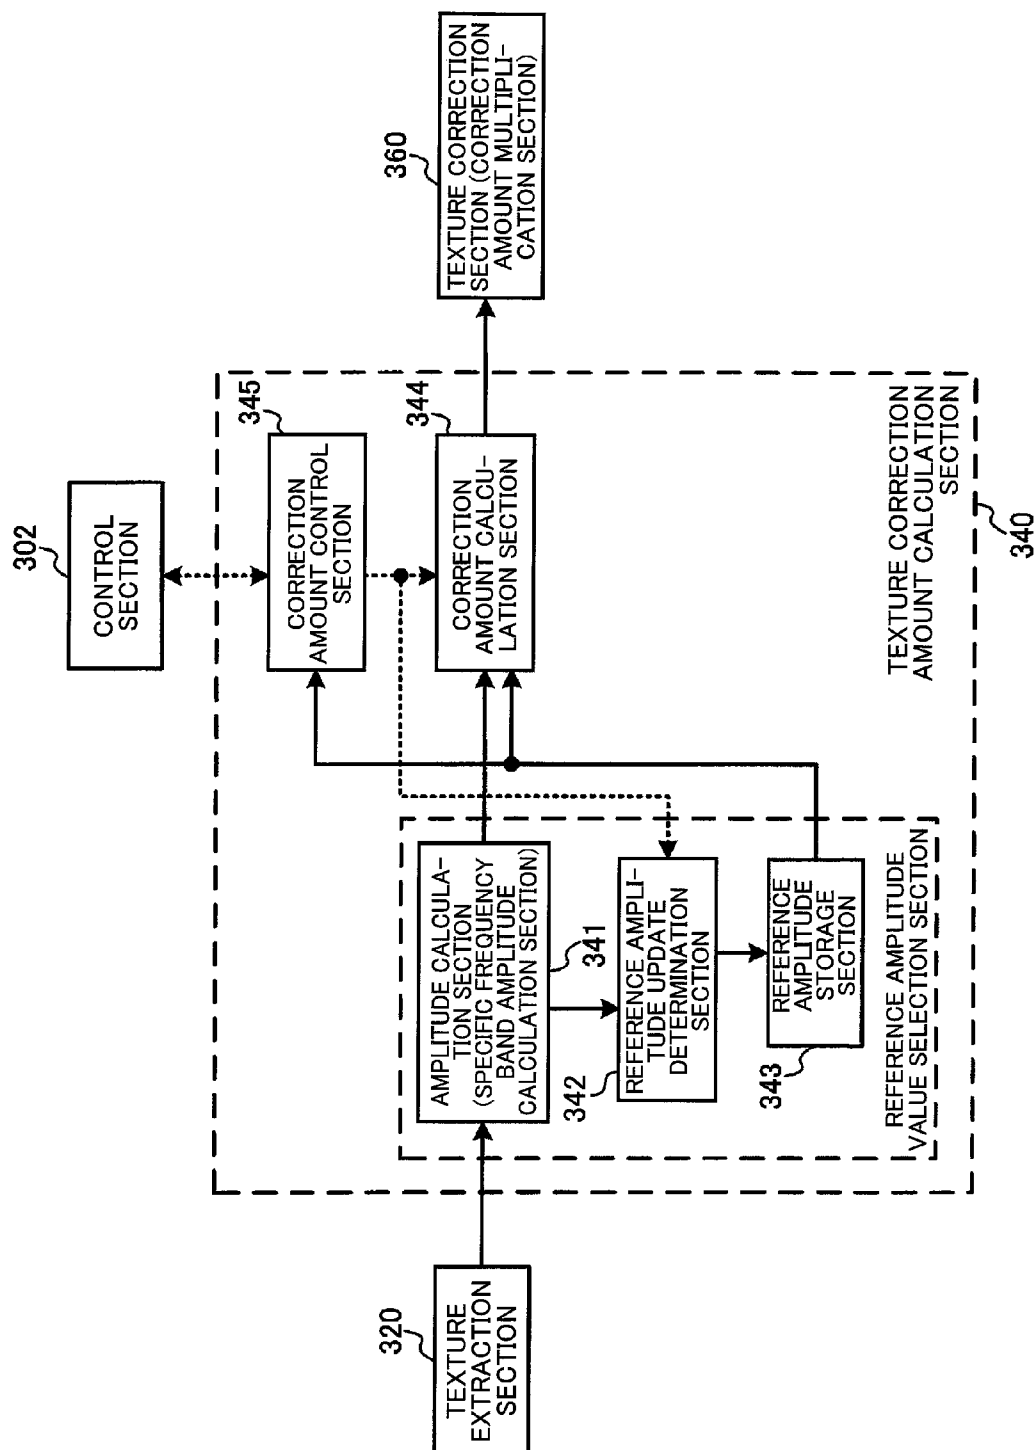 302
CONTROL
SECTION
345
CORRECTION
AMOUNT CONTROL
SECTION
344
CORRECTION
AMOUNT CALCU-
LATION SECTION
360
TEXTURE CORRECTION
SECTION (CORRECTION
AMOUNT MULTIPLI-
CATION SECTION)
320
TEXTURE
EXTRACTION
SECTION
AMPLITUDE CALCULA-
TION SECTION
(SPECIFIC FREQUENCY
BAND AMPLITUDE
CALCULATION SECTION)
341
342
REFERENCE AMPLI-
TUDE UPDATE
DETERMINATION
SECTION
343
REFERENCE
AMPLITUDE
STORAGE
SECTION
REFERENCE AMPLITUDE
VALUE SELECTION SECTION
TEXTURE CORRECTION
AMOUNT CALCULATION
SECTION
340